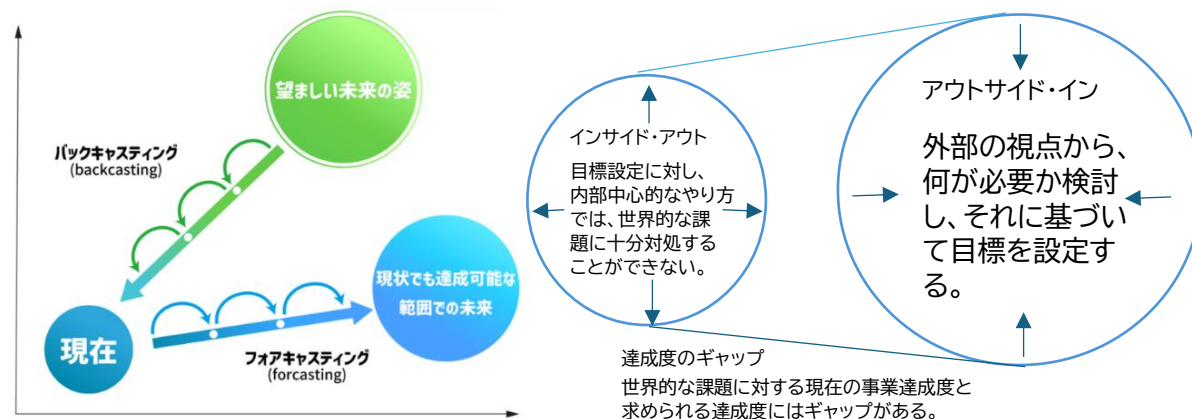 望ましい未来の姿
バックキャスティング
(backcasting)
現在
現状でも達成可能な
範囲での未来
フォアキャスティング
(forcasting)
インサイド・アウト
目標設定に対し、
内部中心的なやり方
では、世界的な課
題に十分対処する
ことができない。
アウトサイド・イン
外部の視点から、
何が必要か検討
し、それに基づい
て目標を設定す
る。
達成度のギャップ
世界的な課題に対する現在の事業達成度と
求められる達成度にはギャップがある。